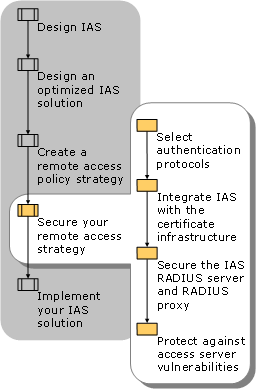 Design IAS
Design an
optimized IAS
solution
Create a
remote access
policy strategy
Secure your
remote access
strategy
Implement
your IAS
solution
Select
authentication
protocols
Integrate IAS
with the
certificate
infrastructure
Secure the IAS
RADIUS server
and RADIUS
proxy
Protect against
access server
vulnerabilities